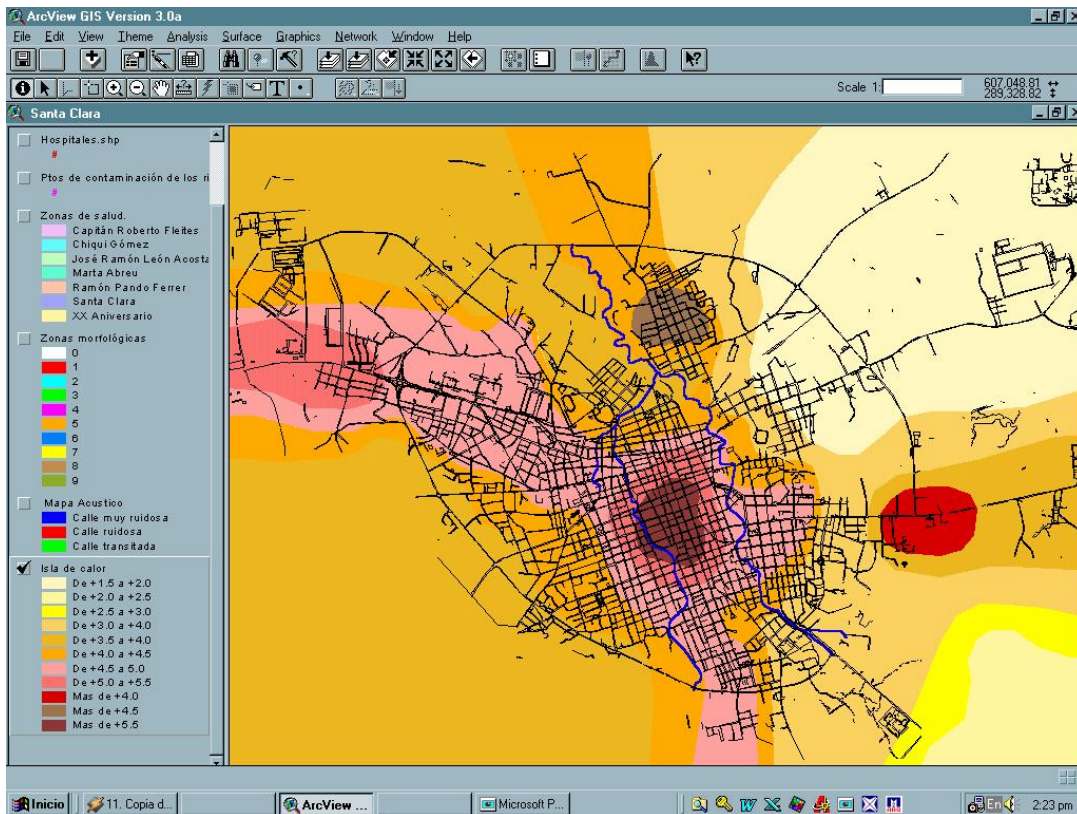 ArcView GIS Version 3.0a
File Edit View Theme Analysis Surface Graphics Network Window Help
Scale 1:
607,048.81
289,328.82
Santa Clara
Hospitales.shp
#
Ptos de contaminación de los ri
#
Zonas de salud.
Capitán Roberto Fleites
Chiqui Gómez
José Ramón León Acosta
Marta Abreu
Ramón Pando Ferrer
Santa Clara
XX Aniversario
Zonas morfológicas
0
1
2
3
4
5
6
7
8
9
Mapa Acustico
Calle muy ruidosa
Calle ruidosa
Calle transitada
Isla de calor
De +1.5 a +2.0
De +2.0 a +2.5
De +2.5 a +3.0
De +3.0 a +4.0
De +3.5 a +4.0
De +4.0 a +4.5
De +4.5 a 5.0
De +5.0 a +5.5
Mas de +4.0
Mas de +4.5
Mas de +5.5
Inicio 11. Copia d... ArcView ... Microsoft P... En 2:23 pm